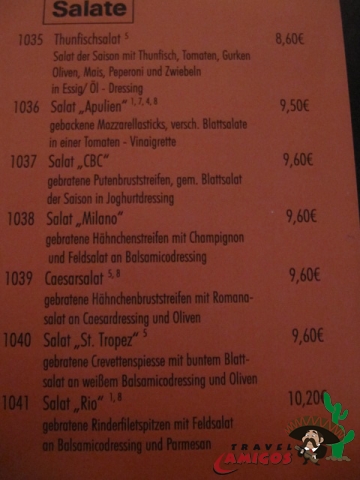 Salate
1035 Thunfischsalat 5 8,60€
Salat der Saison mit Thunfisch, Tomaten, Gurken
Oliven, Mais, Peperoni und Zwiebeln
in Essig/ Öl - Dressing
1036 Salat „Apulien" 1, 7, 4, 8 9,50€
gebackene Mozzarellasticks, versch. Blattsalate
in einer Tomaten - Vinaigrette
1037 Salat „CBC" 9,60€
gebratene Putenbruststreifen, gem. Blattsalat
der Saison in Joghurtdressing
1038 Salat „Milano" 9,60€
gebratene Hähnchenstreifen mit Champignon
und Feldsalat an Balsamicodressing
1039 Caesarsalat 5, 8 9,60€
gebratene Hähnchenbruststreifen mit Romana-
salat an Caesardressing und Oliven
1040 Salat „St. Tropez" 5 9,60€
gebratene Crevettenspiesse mit buntem Blatt-
salat an weißem Balsamicodressing und Oliven
1041 Salat „Rio" 1, 8 10,20€
gebratene Rinderfiletspitzen mit Feldsalat
an Balsamicodressing und Parmesan
TRAVEL
AMIGOS